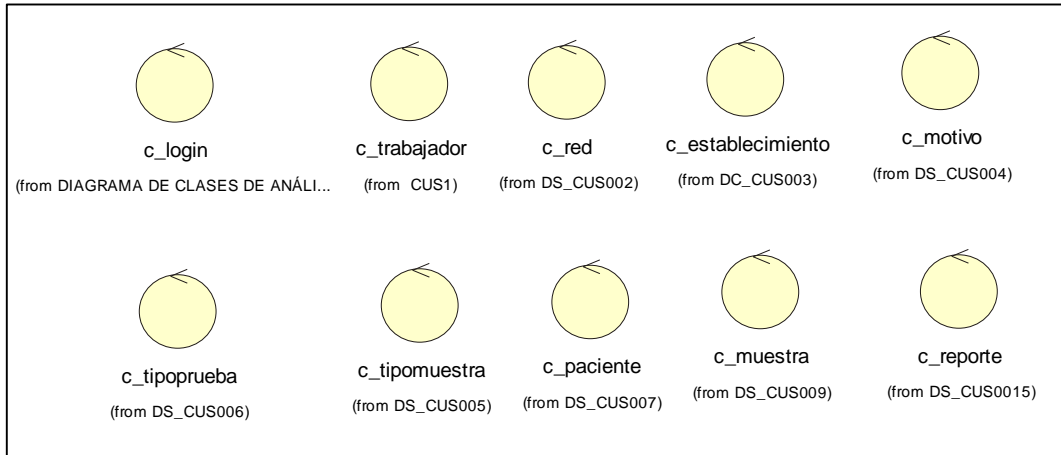 c_login
(from DIAGRAMA DE CLASES DE ANÁLI...
c_trabajador
(from CUS1)
c_red
(from DS_CUS002)
c_establecimiento
(from DC_CUS003)
c_motivo
(from DS_CUS004)
c_tipoprueba
(from DS_CUS006)
c_tipomuestra
(from DS_CUS005)
c_paciente
(from DS_CUS007)
c_muestra
(from DS_CUS009)
c_reporte
(from DS_CUS0015)